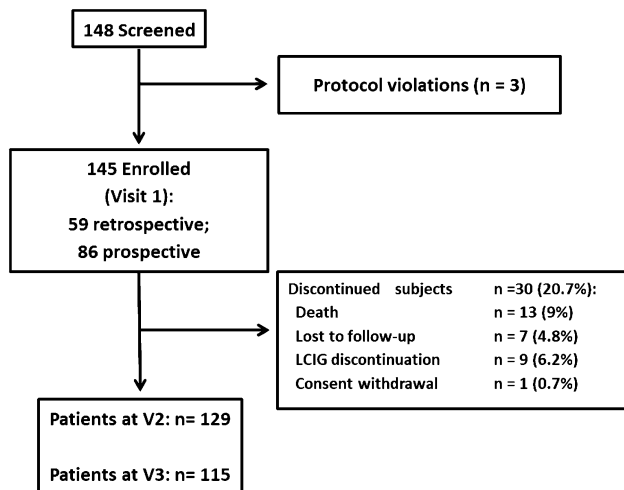 148 Screened
Protocol violations (n = 3)
145 Enrolled
(Visit 1):
59 retrospective;
86 prospective
Discontinued subjects n =30 (20.7%):
Death n = 13 (9%)
Lost to follow-up n = 7 (4.8%)
LCIG discontinuation n = 9 (6.2%)
Consent withdrawal n = 1 (0.7%)
Patients at V2: n= 129
Patients at V3: n= 115